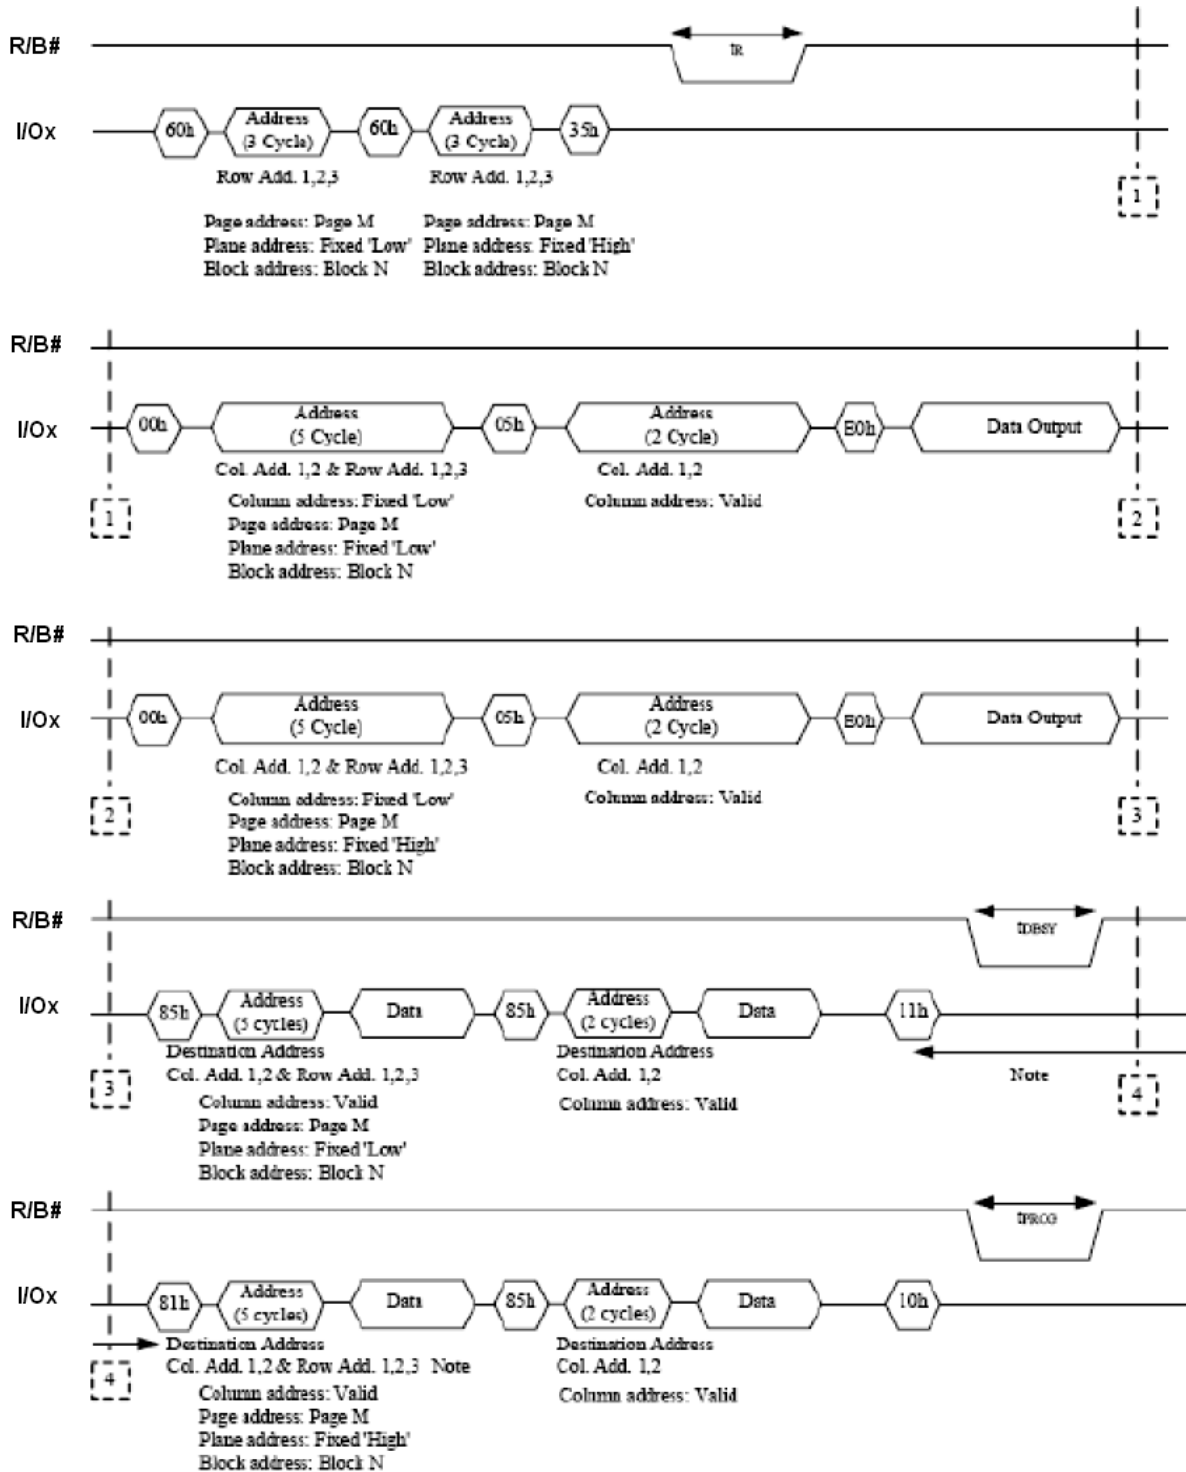 R/B#
tR
I/Ox
60h
Address
(3 Cycle)
60h
Address
(3 Cycle)
35h
Row Add. 1,2,3
Row Add. 1,2,3
1
Page address: Page M
Plane address: Fixed 'Low'
Block address: Block N
Page address: Page M
Plane address: Fixed 'High'
Block address: Block N
R/B#
I/Ox
00h
Address
(5 Cycle)
05h
Address
(2 Cycle)
E0h
Data Output
Col. Add. 1,2 & Row Add. 1,2,3
Col. Add. 1,2
1
Column address: Fixed 'Low'
Page address: Page M
Plane address: Fixed 'Low'
Block address: Block N
Column address: Valid
2
R/B#
I/Ox
00h
Address
(5 Cycle)
05h
Address
(2 Cycle)
E0h
Data Output
Col. Add. 1,2 & Row Add. 1,2,3
Col. Add. 1,2
2
Column address: Fixed 'Low'
Page address: Page M
Plane address: Fixed 'High'
Block address: Block N
Column address: Valid
3
R/B#
tDBSY
I/Ox
85h
Address
(5 cycles)
Data
85h
Address
(2 cycles)
Data
11h
Destination Address
Col. Add. 1,2 & Row Add. 1,2,3
Destination Address
Col. Add. 1,2
Note
3
Column address: Valid
Page address: Page M
Plane address: Fixed 'Low'
Block address: Block N
Column address: Valid
4
R/B#
tPROG
I/Ox
81h
Address
(5 cycles)
Data
85h
Address
(2 cycles)
Data
10h
Destination Address
Col. Add. 1,2 & Row Add. 1,2,3 Note
Destination Address
Col. Add. 1,2
4
Column address: Valid
Page address: Page M
Plane address: Fixed 'High'
Block address: Block N
Column address: Valid